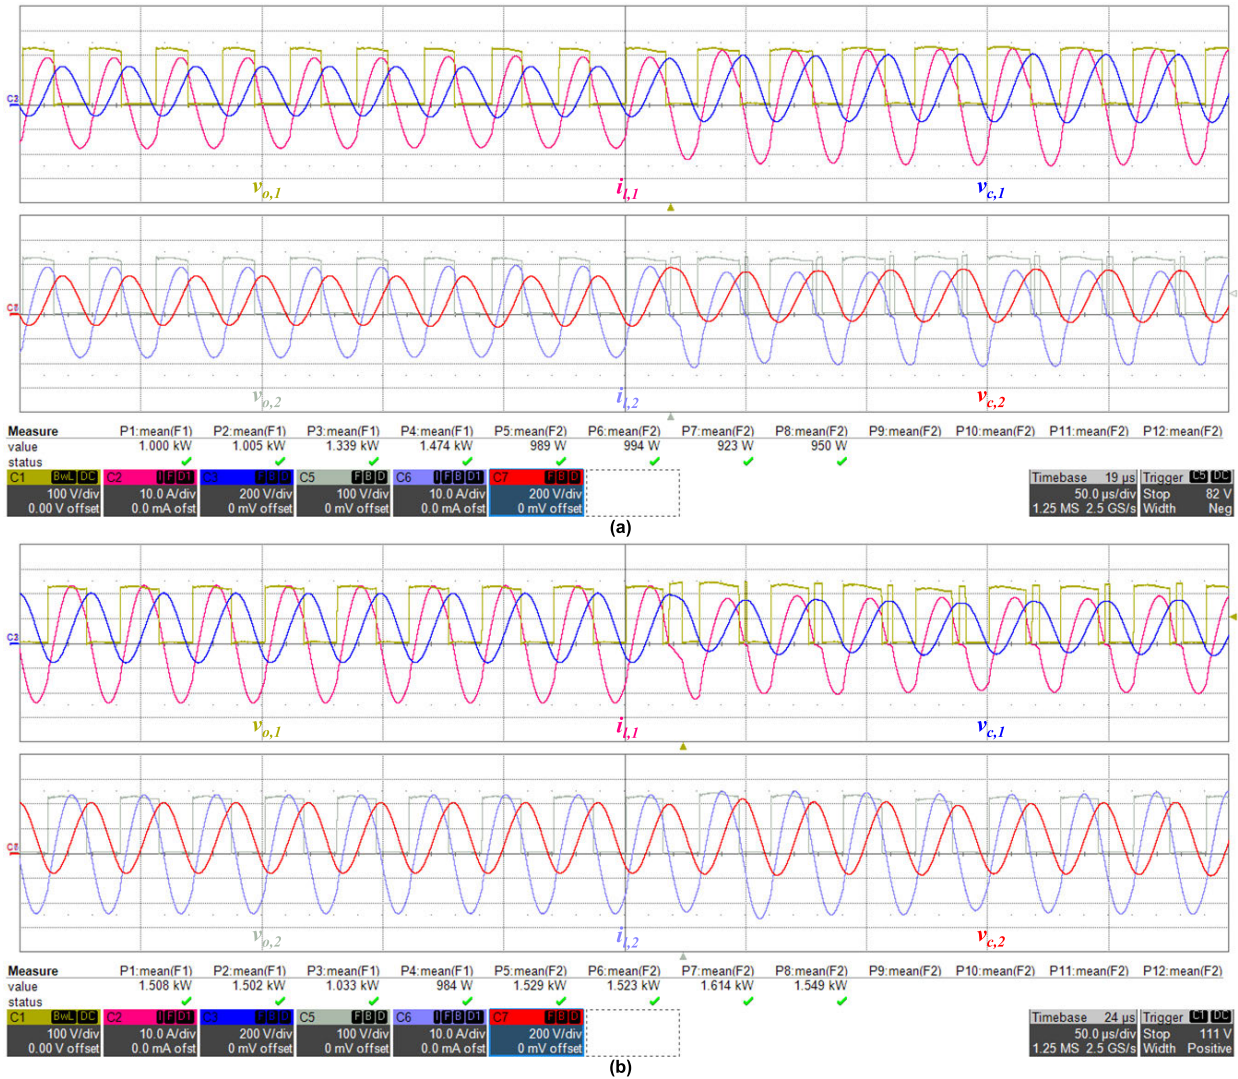 C2
vo,1 il,1 vc,1
vo,2 il,2 vc,2
Measure P1:mean(F1) P2:mean(F1) P3:mean(F1) P4:mean(F1) P5:mean(F2) P6:mean(F2) P7:mean(F2) P8:mean(F2) P9:mean(F2) P10:mean(F2) P11:mean(F2) P12:mean(F2)
value 1.000 kW 1.005 kW 1.339 kW 1.474 kW 989 W 994 W 923 W 950 W
status
C1 BwL DC C2 I F D1 C3 F B D C5 F B D C6 I F B D1 C7 F B D Timebase 19 µs Trigger C5 DC
100 V/div 10.0 A/div 200 V/div 100 V/div 10.0 A/div 200 V/div 50.0 µs/div Stop 82 V
0.00 V offset 0.0 mA ofst 0 mV offset 0 mV offset 0.0 mA ofst 0 mV offset 1.25 MS 2.5 GS/s Width Neg
(a)
vo,1 il,1 vc,1
vo,2 il,2 vc,2
Measure P1:mean(F1) P2:mean(F1) P3:mean(F1) P4:mean(F1) P5:mean(F2) P6:mean(F2) P7:mean(F2) P8:mean(F2) P9:mean(F2) P10:mean(F2) P11:mean(F2) P12:mean(F2)
value 1.508 kW 1.502 kW 1.033 kW 984 W 1.529 kW 1.523 kW 1.614 kW 1.549 kW
status
C1 BwL DC C2 I F D1 C3 F B D C5 F B D C6 I F B D1 C7 F B D Timebase 24 µs Trigger C1 DC
100 V/div 10.0 A/div 200 V/div 100 V/div 10.0 A/div 200 V/div 50.0 µs/div Stop 111 V
0.00 V offset 0.0 mA ofst 0 mV offset 0 mV offset 0.0 mA ofst 0 mV offset 1.25 MS 2.5 GS/s Width Positive
(b)